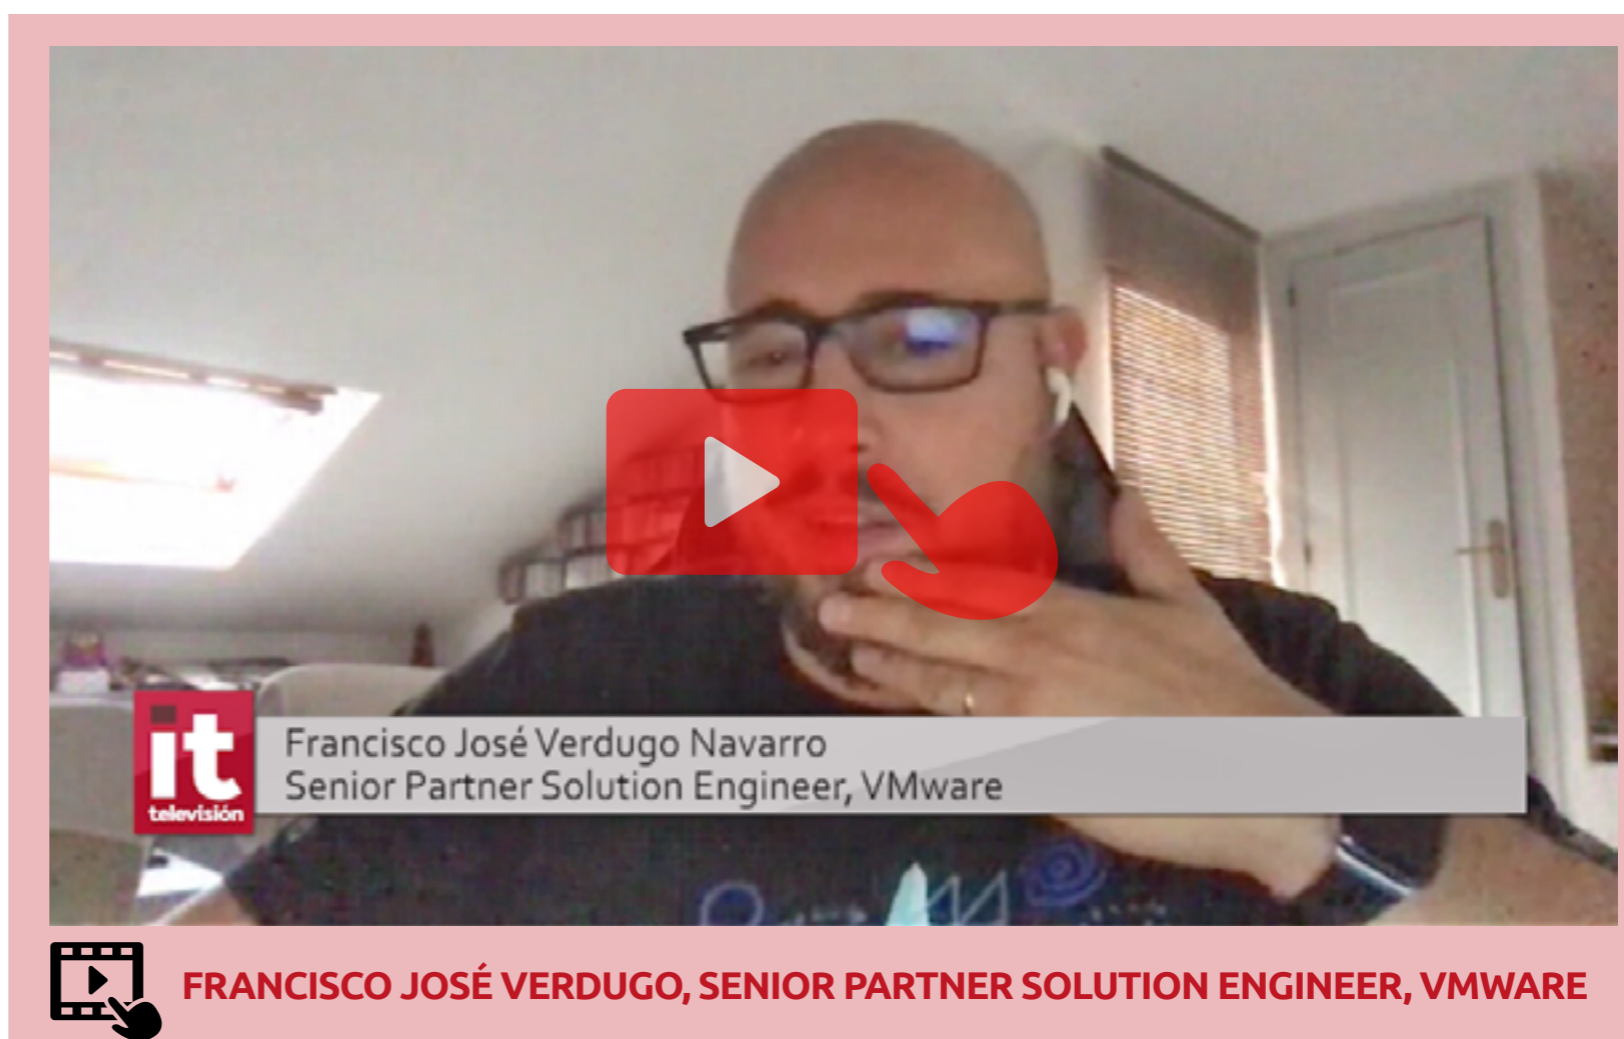 Francisco José Verdugo Navarro
Senior Partner Solution Engineer, VMware
it
televisión
FRANCISCO JOSÉ VERDUGO, SENIOR PARTNER SOLUTION ENGINEER, VMWARE